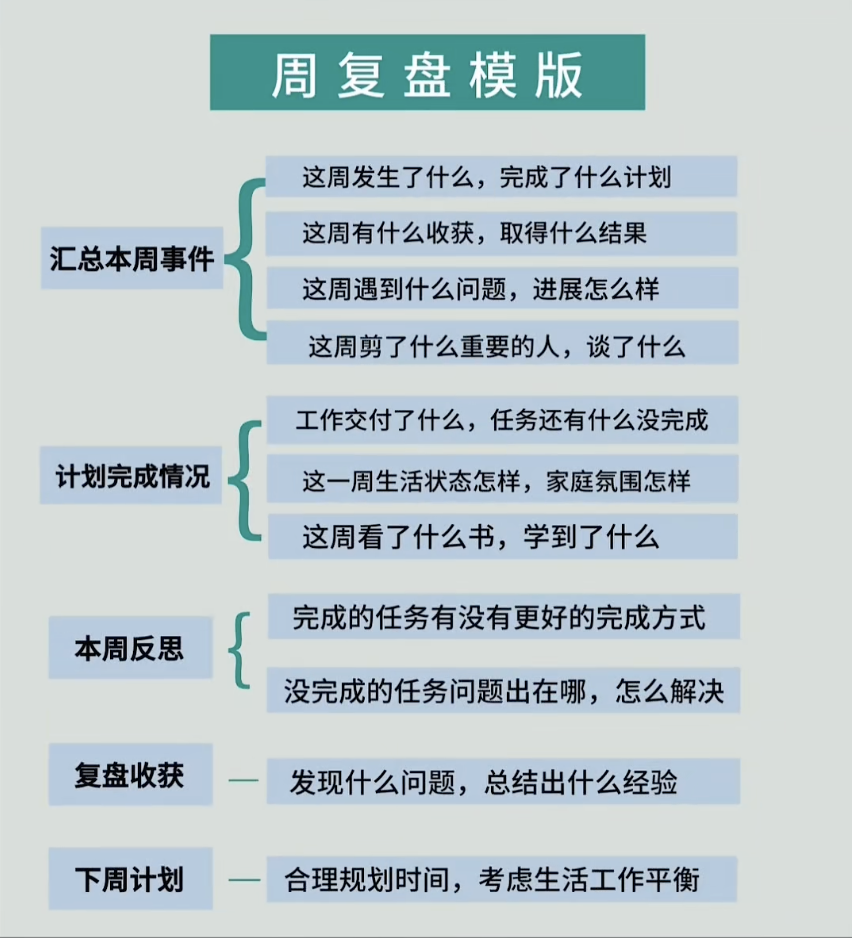 周复盘模版
汇总本周事件
这周发生了什么，完成了什么计划
这周有什么收获，取得什么结果
这周遇到什么问题，进展怎么样
这周剪了什么重要的人，谈了什么
计划完成情况
工作交付了什么，任务还有什么没完成
这一周生活状态怎样，家庭氛围怎样
这周看了什么书，学到了什么
本周反思
完成的任务有没有更好的完成方式
没完成的任务问题出在哪，怎么解决
复盘收获
发现什么问题，总结出什么经验
下周计划
合理规划时间，考虑生活工作平衡